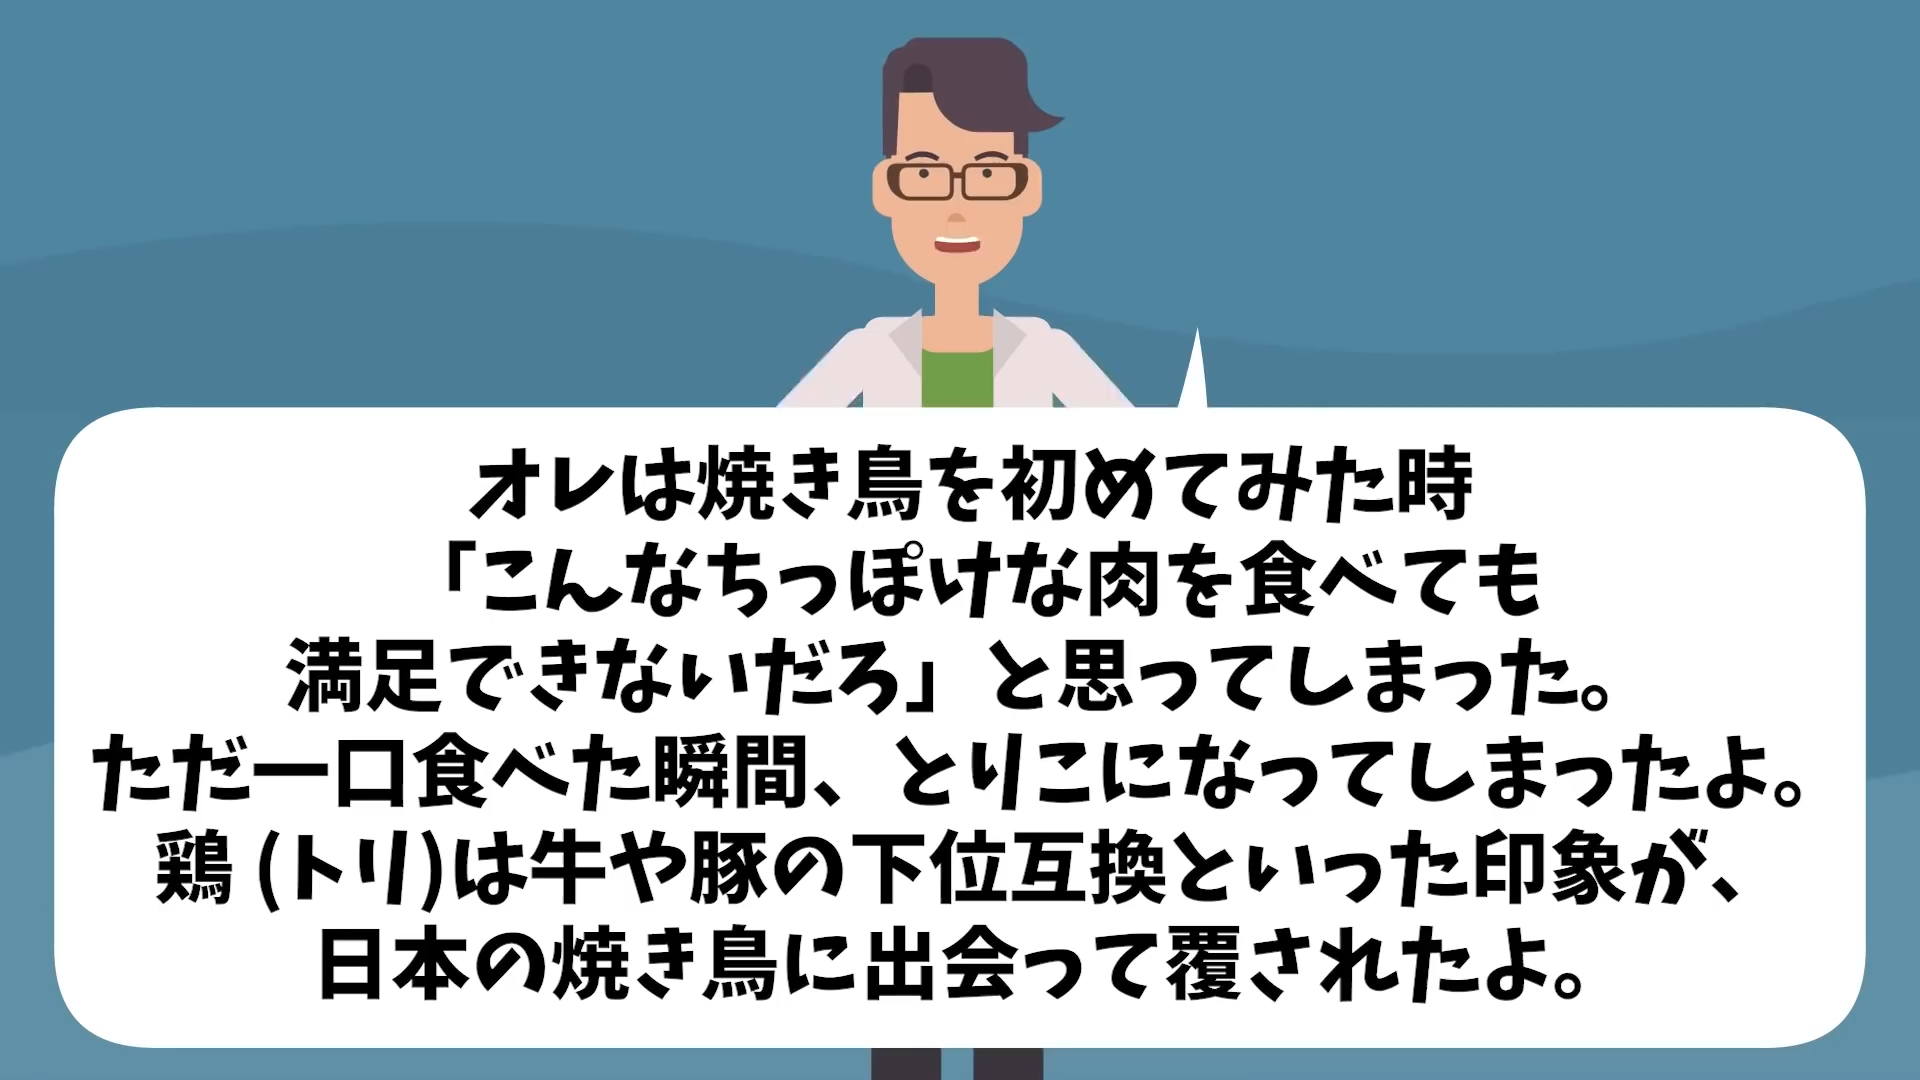 オレは焼き鳥を初めてみた時
「こんなちっぽけな肉を食べても
満足できないだろ」と思ってしまった。
ただ一口食べた瞬間、とりこになってしまったよ。
鶏(トリ)は牛や豚の下位互換といった印象が、
日本の焼き鳥に出会って覆されたよ。